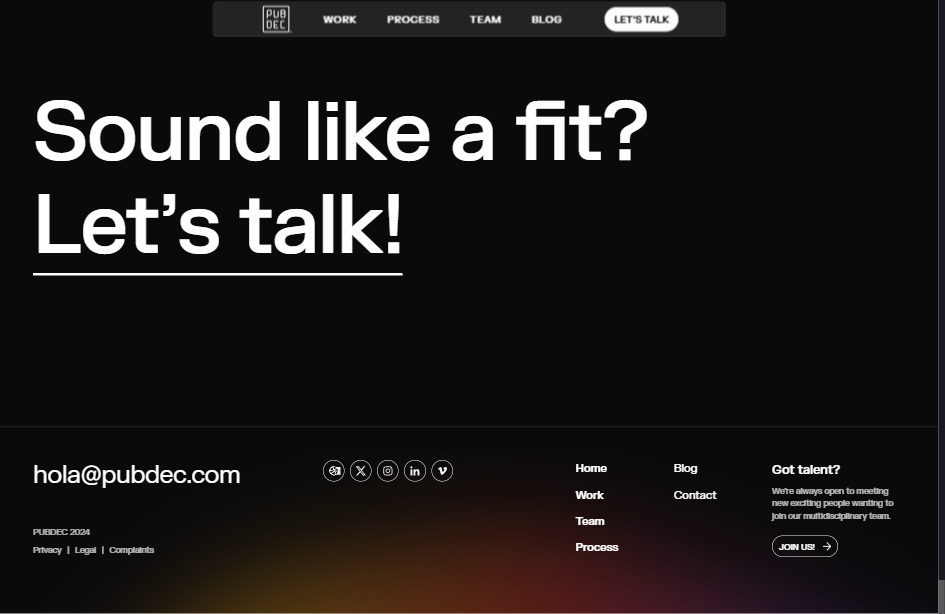 PUB
DEC
WORK PROCESS TEAM BLOG LET'S TALK
Sound like a fit?
Let’s talk!
hola@pubdec.com
PUBDEC 2024
Privacy | Legal | Complaints
Home
Work
Team
Process
Blog
Contact
Got talent?
We're always open to meeting
new exciting people wanting to
join our multidisciplinary team.
JOIN US!